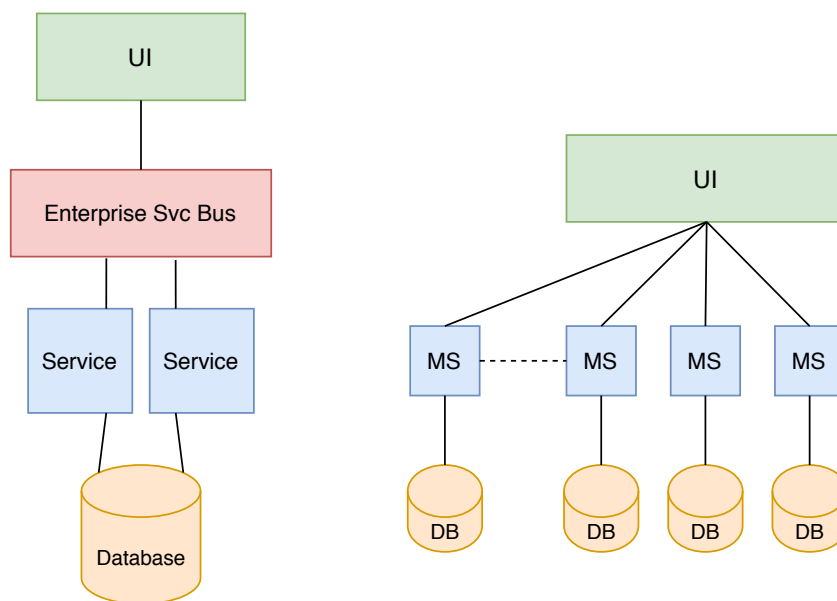 UI
Enterprise Svc Bus
Service
Service
Database
UI
MS
MS
MS
MS
DB
DB
DB
DB